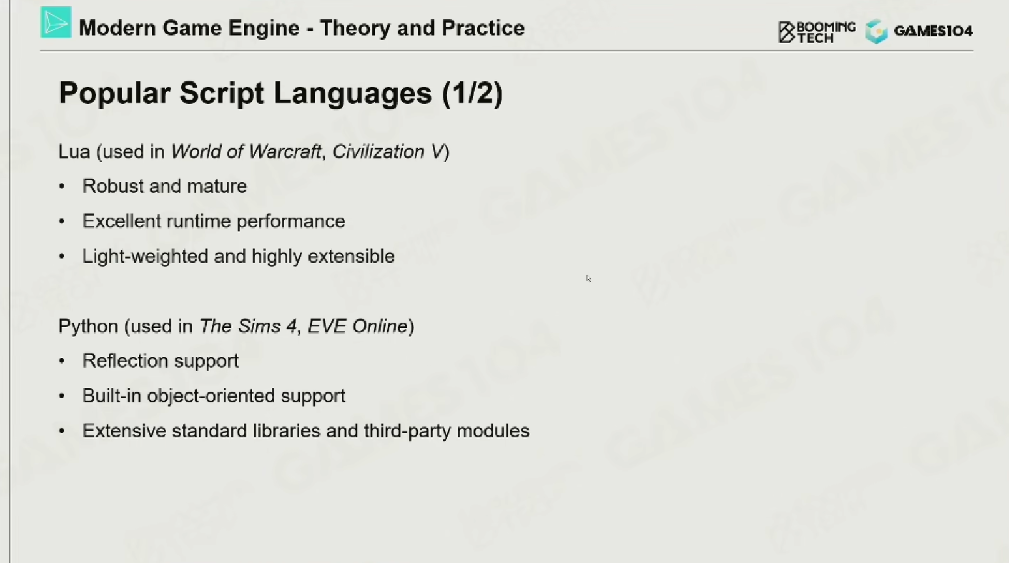 Modern Game Engine - Theory and Practice
BOOMING
TECH
GAMES104
Popular Script Languages (1/2)
Lua (used in World of Warcraft, Civilization V)
• Robust and mature
• Excellent runtime performance
• Light-weighted and highly extensible
Python (used in The Sims 4, EVE Online)
• Reflection support
• Built-in object-oriented support
• Extensive standard libraries and third-party modules